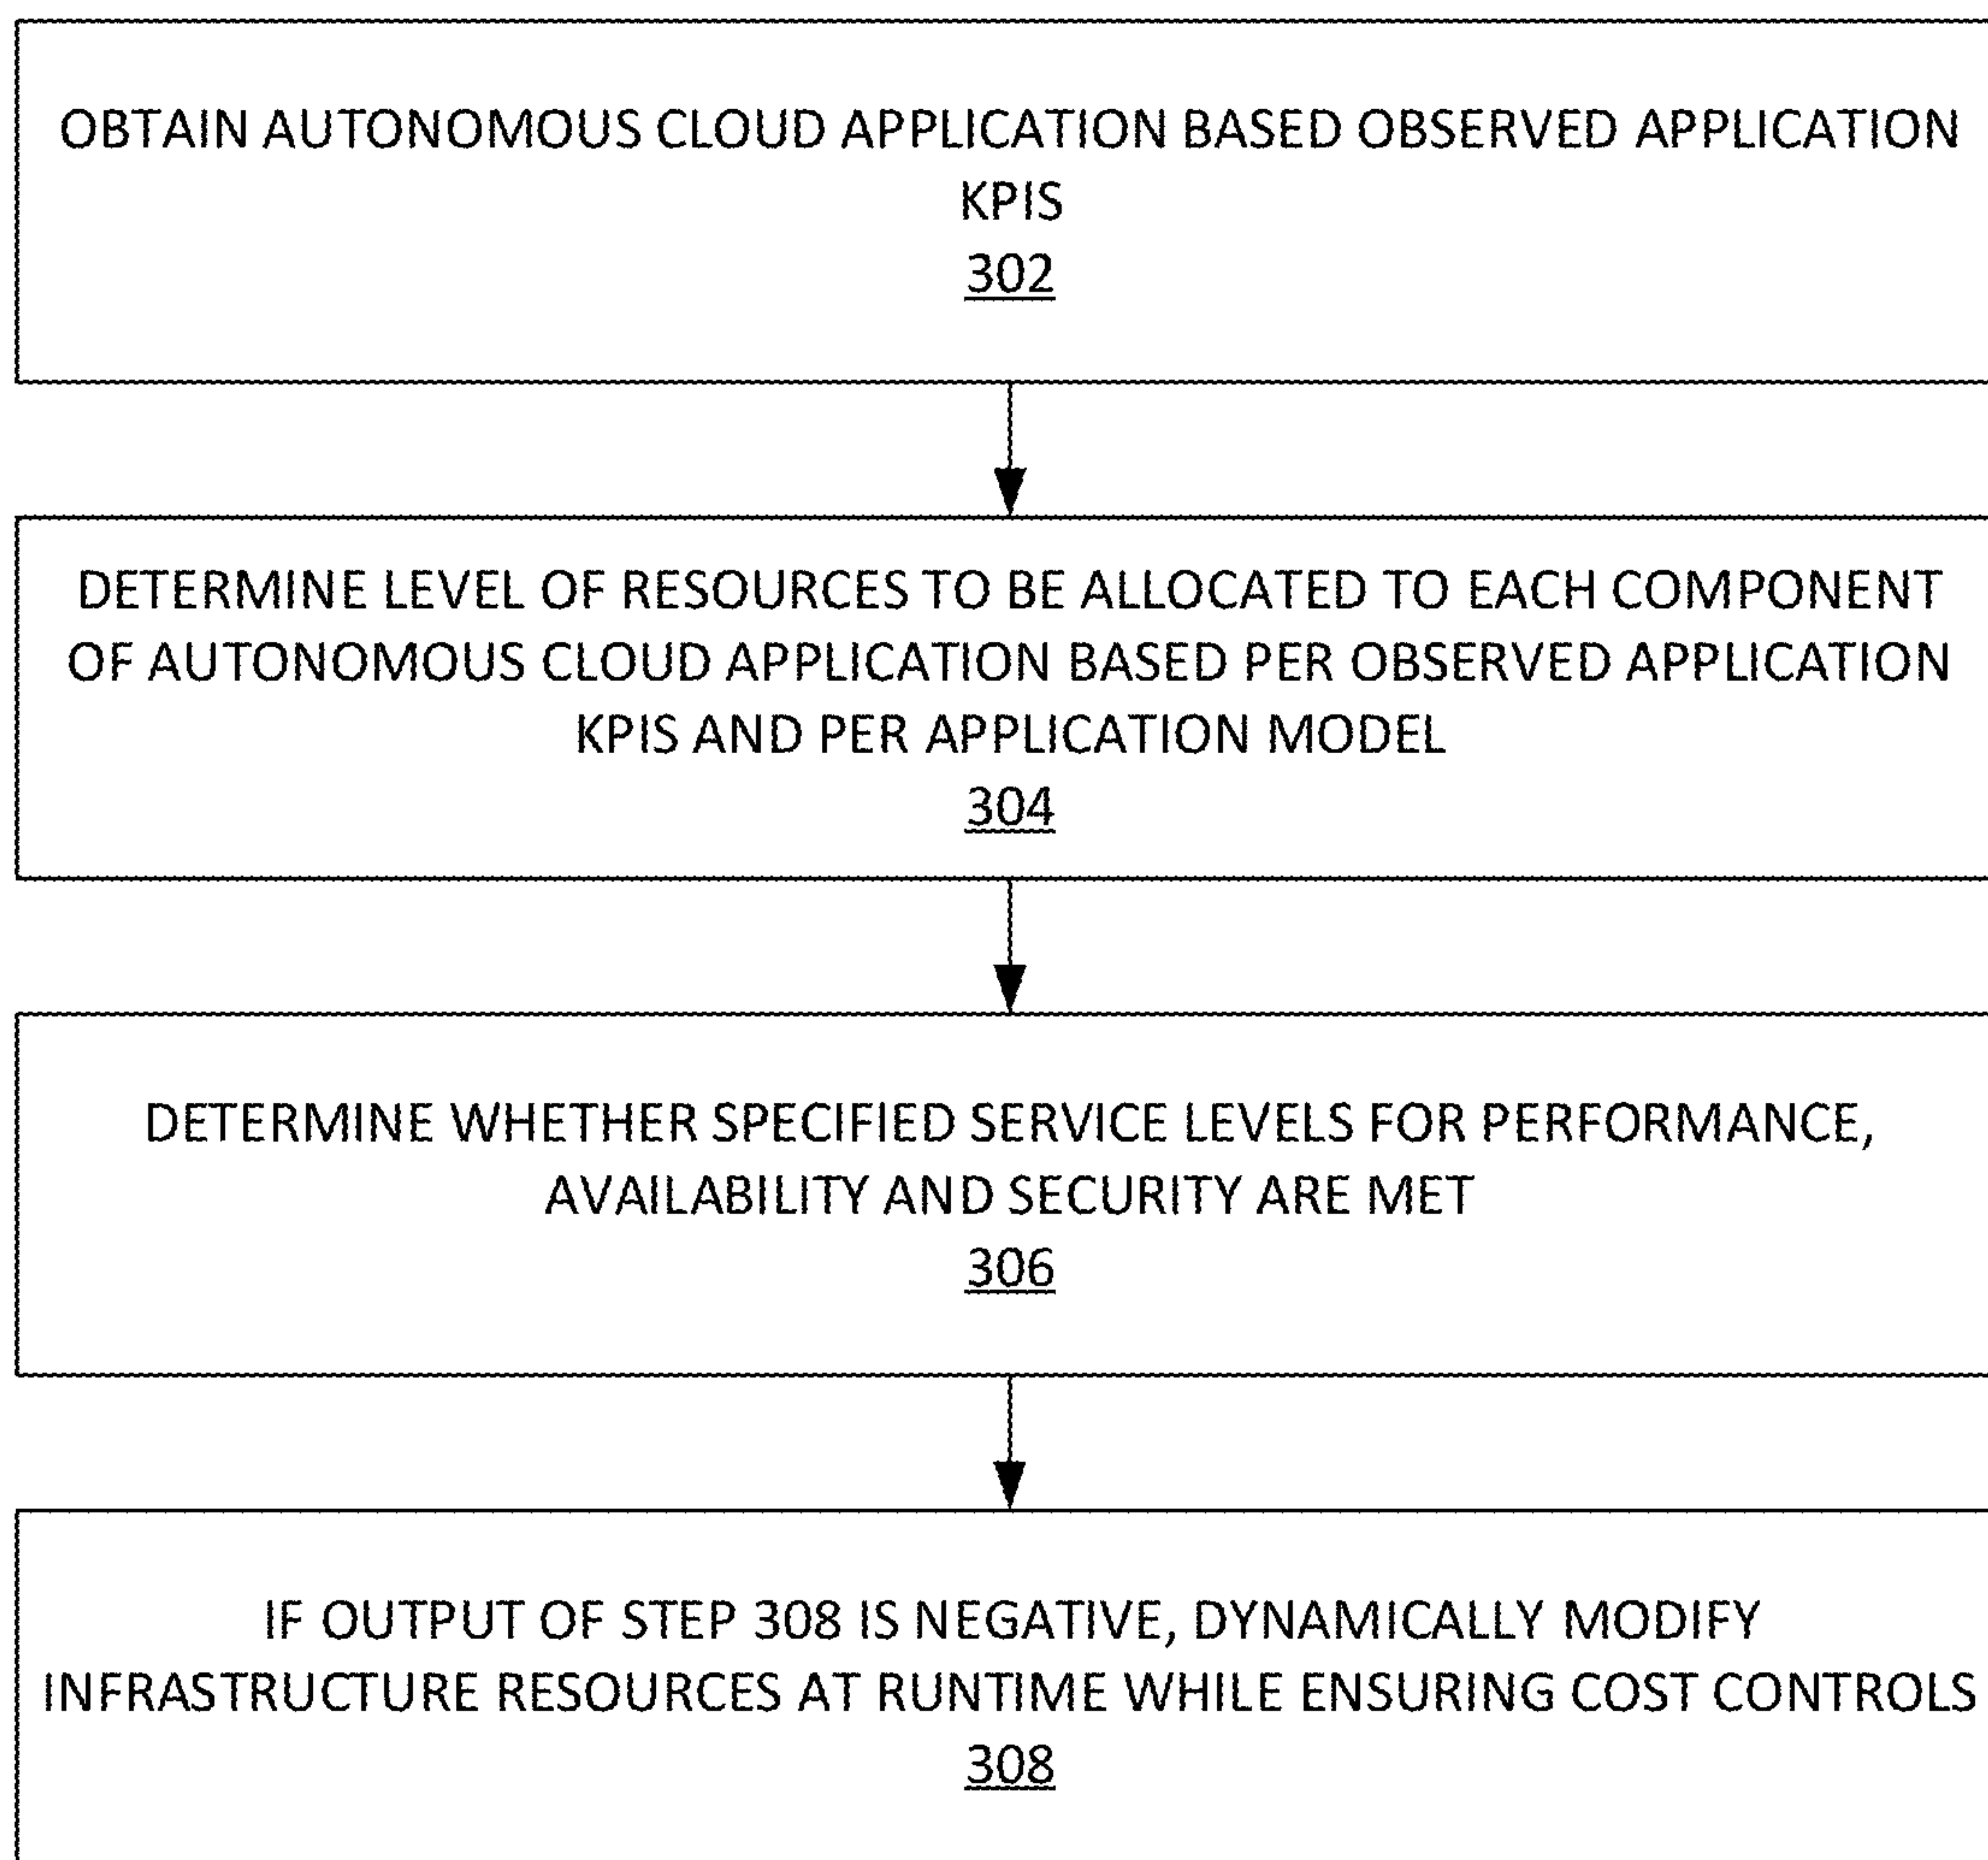 OBTAIN AUTONOMOUS CLOUD APPLICATION BASED OBSERVED APPLICATION
KPIS
302
DETERMINE LEVEL OF RESOURCES TO BE ALLOCATED TO EACH COMPONENT
OF AUTONOMOUS CLOUD APPLICATION BASED PER OBSERVED APPLICATION
KPIS AND PER APPLICATION MODEL
304
DETERMINE WHETHER SPECIFIED SERVICE LEVELS FOR PERFORMANCE,
AVAILABILITY AND SECURITY ARE MET
306
IF OUTPUT OF STEP 308 IS NEGATIVE, DYNAMICALLY MODIFY
INFRASTRUCTURE RESOURCES AT RUNTIME WHILE ENSURING COST CONTROLS
308